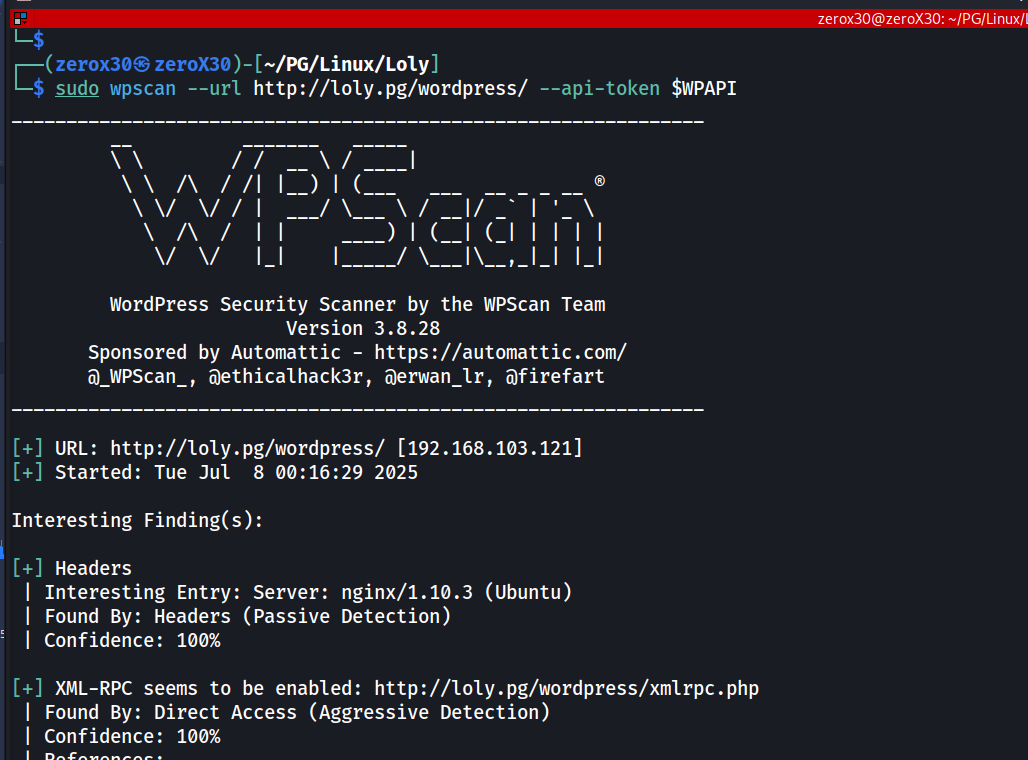 zerox30@zeroX30: ~/PG/Linux/L
└─$
┌──(zerox30㉿zeroX30)-[~/PG/Linux/Loly]
└─$ sudo wpscan --url http://loly.pg/wordpress/ --api-token $WPAPI
_______________________________________________________________
WPScan ®
WordPress Security Scanner by the WPScan Team
Version 3.8.28
Sponsored by Automattic - https://automattic.com/
@_WPScan_, @ethicalhack3r, @erwan_lr, @firefart
_______________________________________________________________
[+] URL: http://loly.pg/wordpress/ [192.168.103.121]
[+] Started: Tue Jul  8 00:16:29 2025
Interesting Finding(s):
[+] Headers
| Interesting Entry: Server: nginx/1.10.3 (Ubuntu)
| Found By: Headers (Passive Detection)
| Confidence: 100%
[+] XML-RPC seems to be enabled: http://loly.pg/wordpress/xmlrpc.php
| Found By: Direct Access (Aggressive Detection)
| Confidence: 100%
| References: